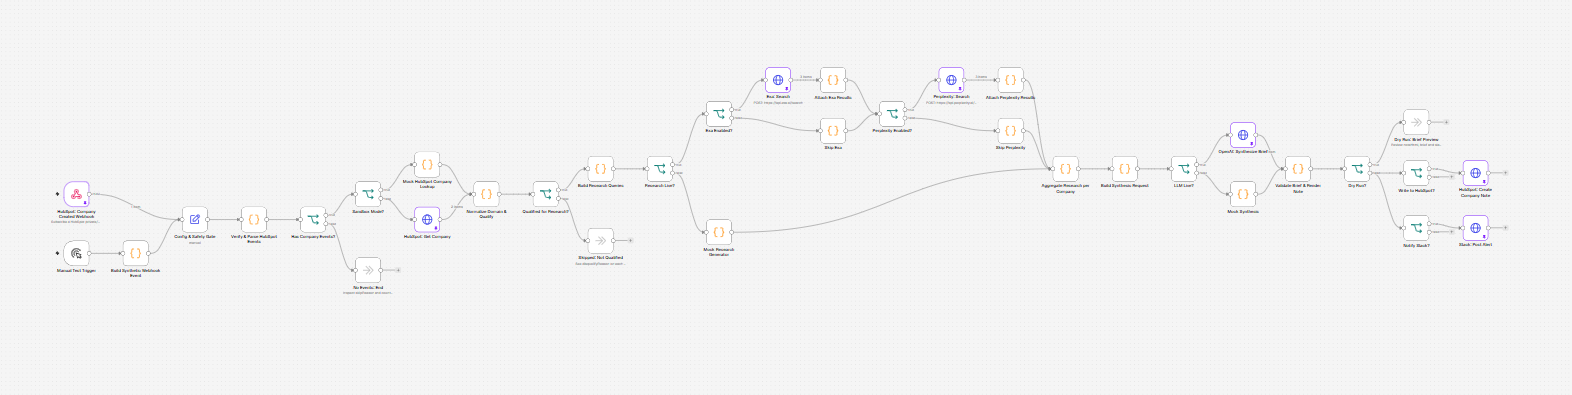 HubSpot: Company
Created Webhook
Manual Test Trigger
Build Synthetic Webhook
Event
Config & Safety Gate
manual
Verify & Parse HubSpot
Events
Has Company Events?
No Events: End
Sandbox Mode?
Mock HubSpot Company
Lookup
HubSpot: Get Company
Normalize Domain &
Qualify
Qualified for Research?
Build Research Queries
Stopped: Not Qualified
Research Live?
Mock Research
Generator
Exa Enabled?
Exa: Search
Attach Exa Results
Skip Exa
Perplexity Enabled?
Perplexity: Search
Attach Perplexity Results
Skip Perplexity
Aggregate Research per
Company
Build Synthesis Request
LLM Live?
OpenAI: Synthesize Brief
Mock Synthesis
Validate Brief & Render
Note
Dry Run?
Dry Run: Brief Preview
Write to HubSpot?
HubSpot: Create
Company Note
Notify Slack?
Slack: Post Alert